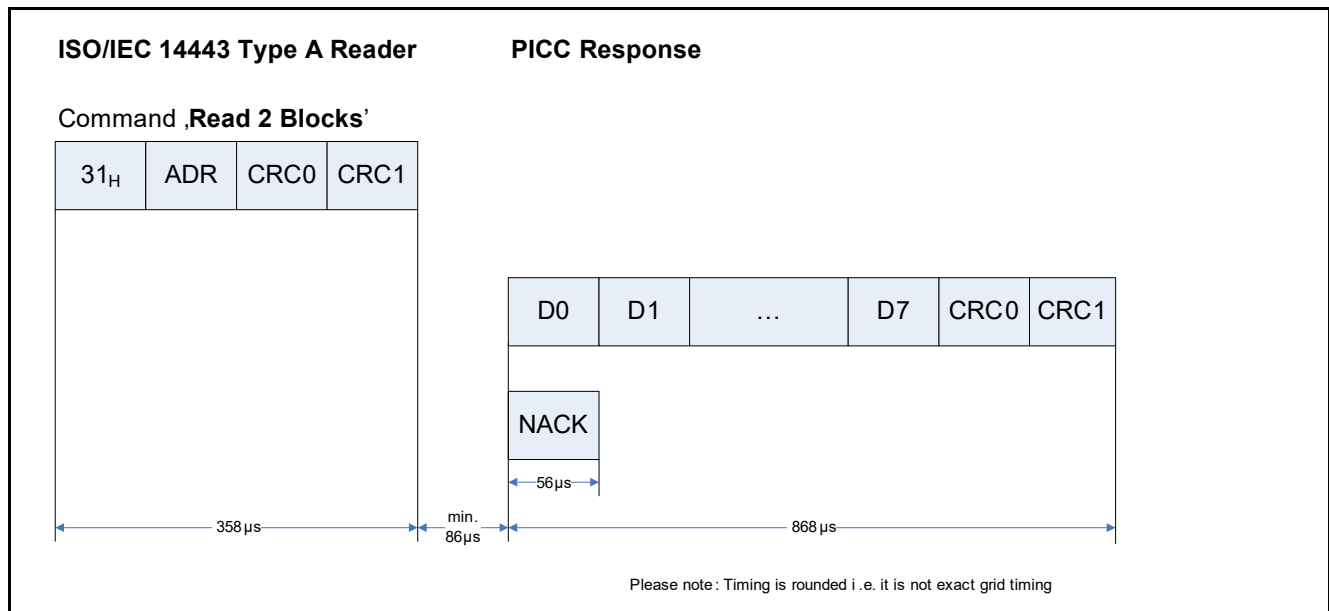 ISO/IEC 14443 Type A Reader
PICC Response
Command ‚Read 2 Blocks’
31H ADR CRC0 CRC1
D0 D1 … D7 CRC0 CRC1
NACK
56µs
358µs
min.
86µs
868µs
Please note: Timing is rounded i.e. it is not exact grid timing